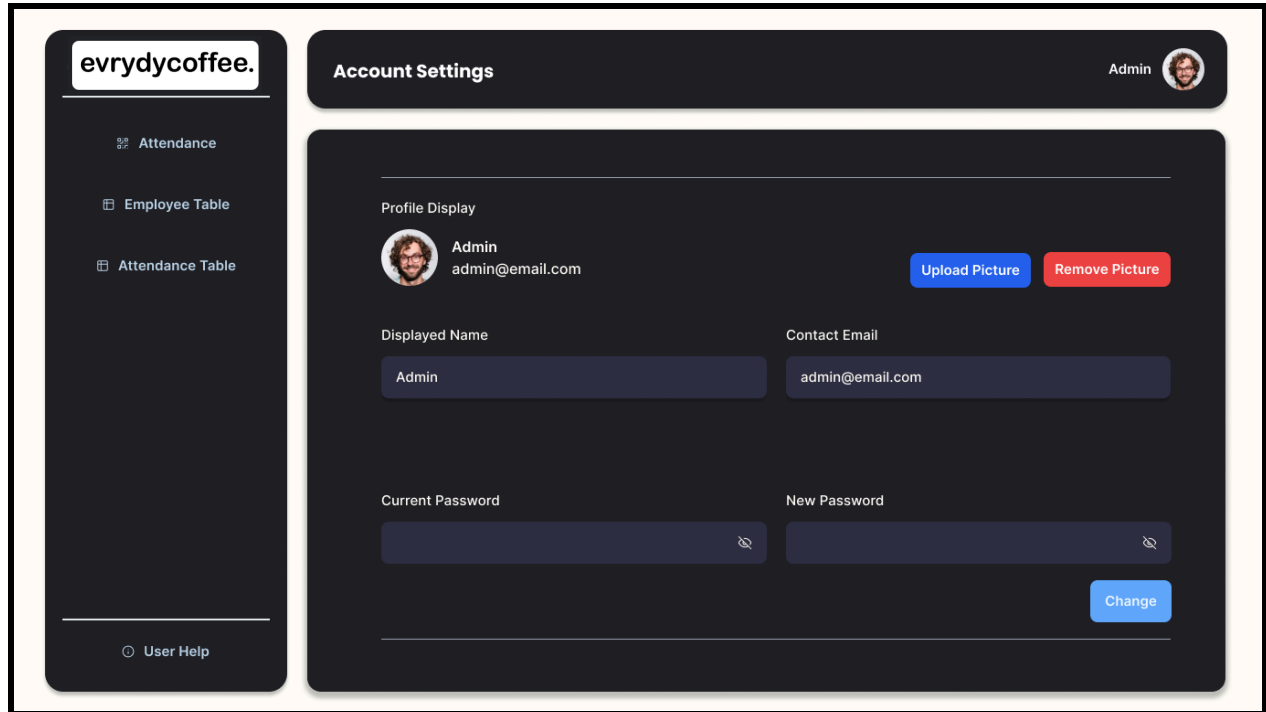 evrydycoffee.
Attendance
Employee Table
Attendance Table
User Help
Account Settings
Admin
Profile Display
Admin
admin@email.com
Upload Picture
Remove Picture
Displayed Name
Contact Email
Admin
admin@email.com
Current Password
New Password
Change